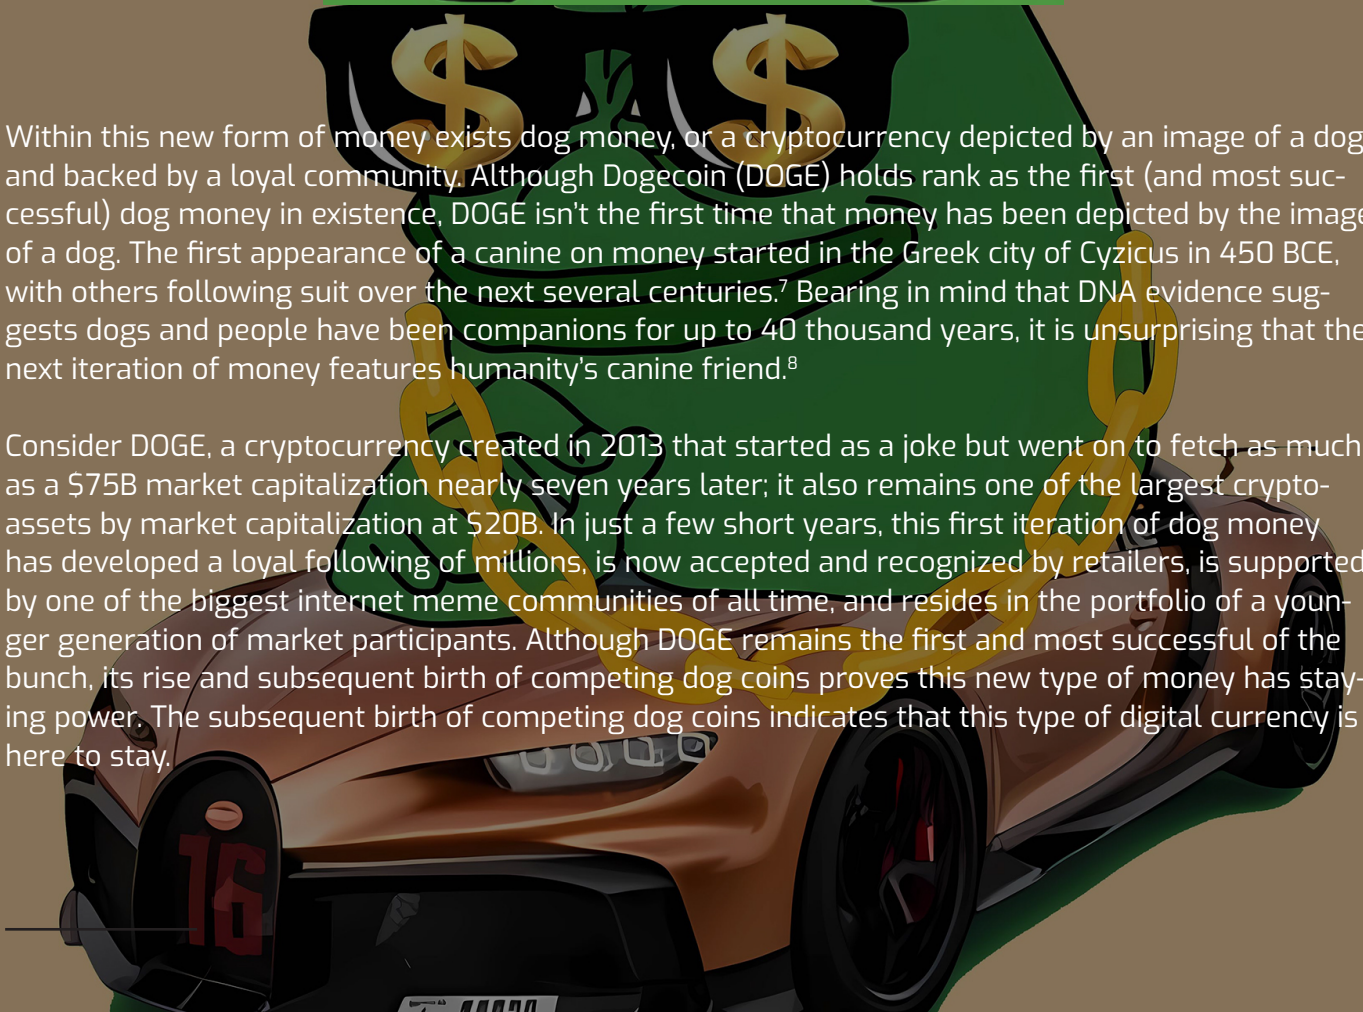 Within this new form of money exists dog money, or a cryptocurrency depicted by an image of a dog
and backed by a loyal community. Although Dogecoin (DOGE) holds rank as the first (and most suc-
cessful) dog money in existence, DOGE isn’t the first time that money has been depicted by the image
of a dog. The first appearance of a canine on money started in the Greek city of Cyzicus in 450 BCE,
with others following suit over the next several centuries.⁷ Bearing in mind that DNA evidence sug-
gests dogs and people have been companions for up to 40 thousand years, it is unsurprising that the
next iteration of money features humanity’s canine friend.⁸
Consider DOGE, a cryptocurrency created in 2013 that started as a joke but went on to fetch as much
as a $75B market capitalization nearly seven years later; it also remains one of the largest crypto-
assets by market capitalization at $20B. In just a few short years, this first iteration of dog money
has developed a loyal following of millions, is now accepted and recognized by retailers, is supported
by one of the biggest internet meme communities of all time, and resides in the portfolio of a youn-
ger generation of market participants. Although DOGE remains the first and most successful of the
bunch, its rise and subsequent birth of competing dog coins proves this new type of money has stay-
ing power. The subsequent birth of competing dog coins indicates that this type of digital currency is
here to stay.
16